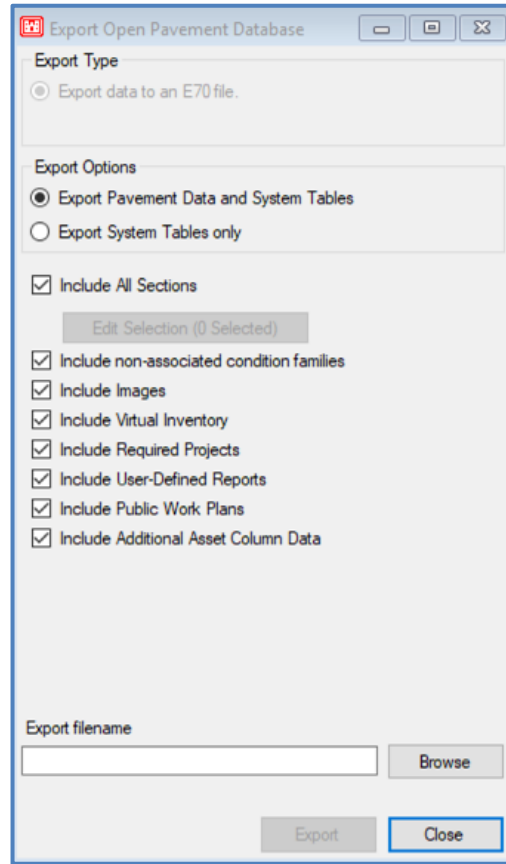 Export Open Pavement Database
Export Type
Export data to an E70 file.
Export Options
Export Pavement Data and System Tables
Export System Tables only
Include All Sections
Edit Selection (0 Selected)
Include non-associated condition families
Include Images
Include Virtual Inventory
Include Required Projects
Include User-Defined Reports
Include Public Work Plans
Include Additional Asset Column Data
Export filename
Browse
Export Close